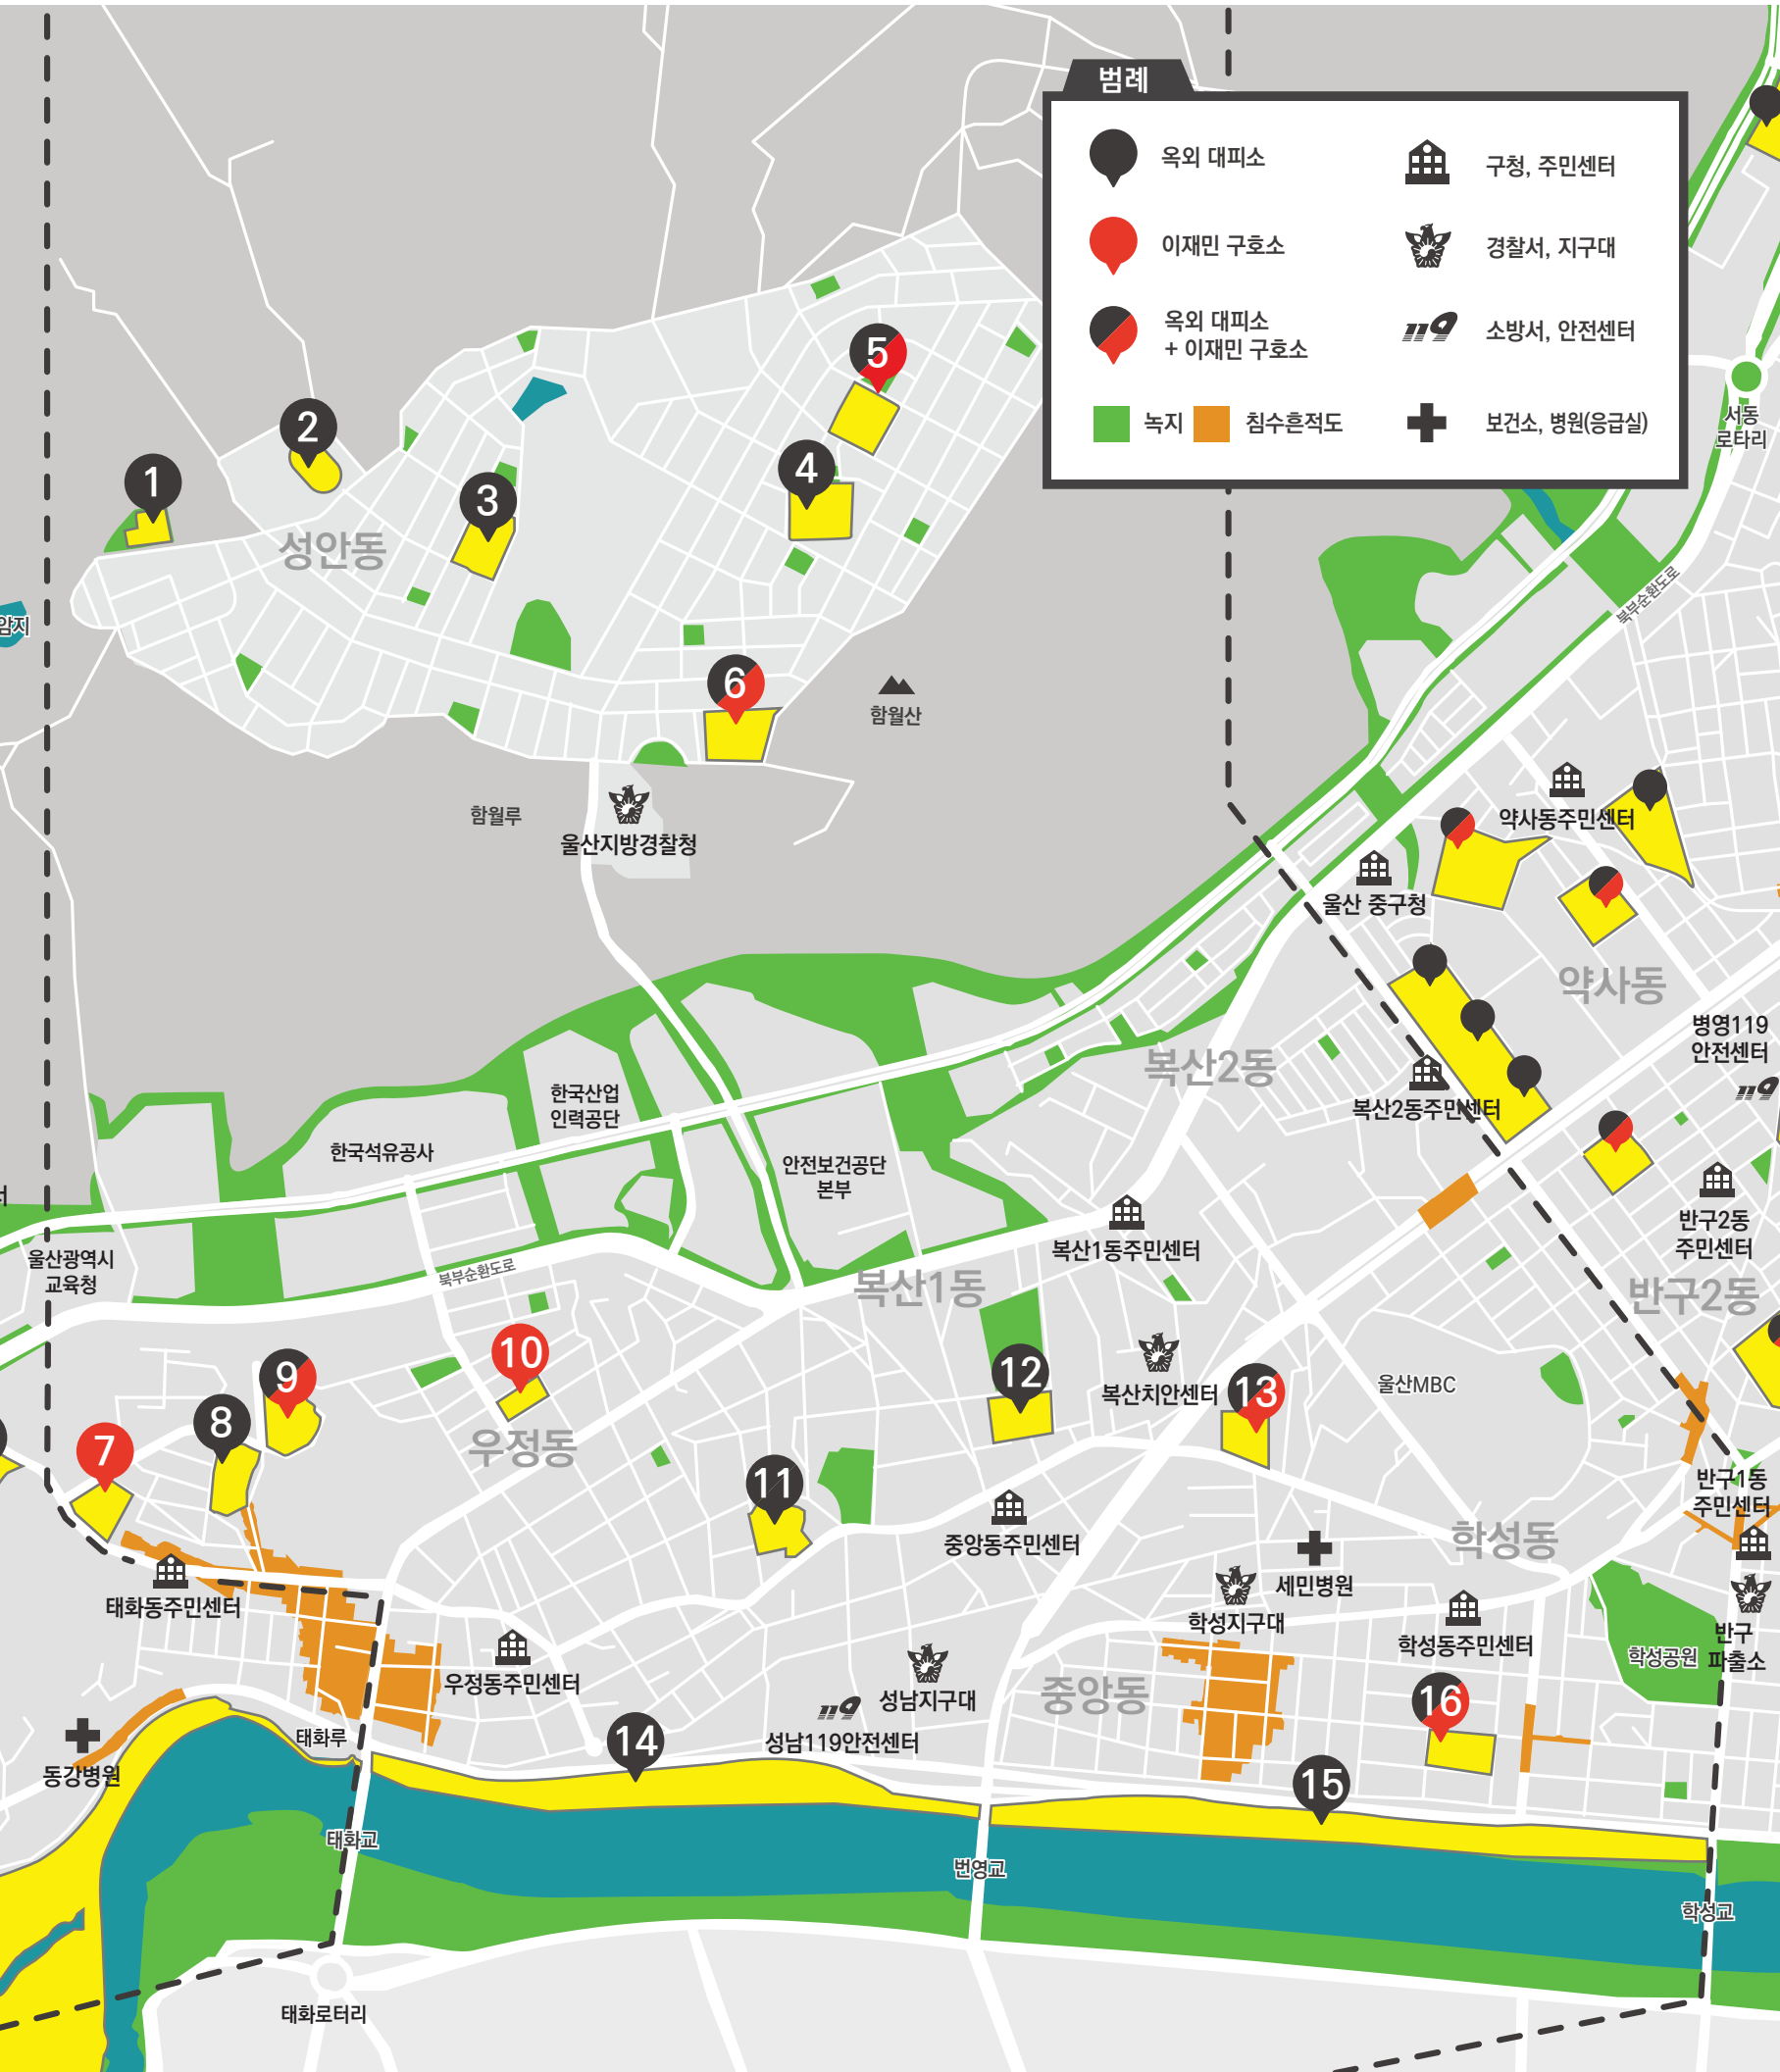 범례
옥외 대피소
구청, 주민센터
이재민 구호소
경찰서, 지구대
옥외 대피소
+ 이재민 구호소
119
소방서, 안전센터
녹지
침수흔적도
보건소, 병원(응급실)
서동
로타리
5
2
4
1
3
성안동
북부순환도로
암지
6
함월산
함월루
울산지방경찰청
약사동주민센터
울산 중구청
약사동
병영119
안전센터
119
복산2동
복산2동주민센터
한국산업
인력공단
한국석유공사
안전보건공단
본부
서
반구2동
주민센터
복산1동주민센터
울산광역시
교육청
북부순환도로
복산1동
반구2동
10
9
12
복산치안센터
13
울산MBC
8
7
우정동
11
반구1동
주민센터
중앙동주민센터
학성동
세민병원
태화동주민센터
학성지구대
학성동주민센터
반구
파출소
학성공원
우정동주민센터
성남지구대
중앙동
16
119
성남119안전센터
태화루
14
동강병원
15
태화교
번영교
학성교
태화로터리